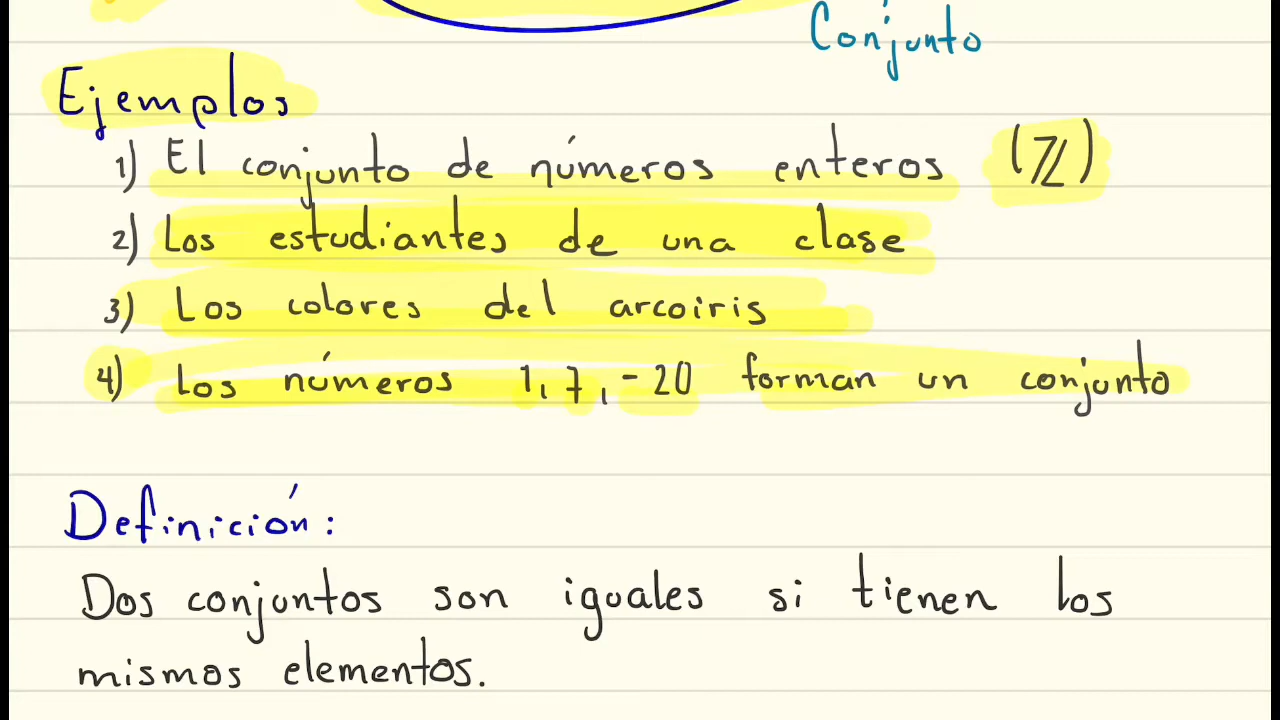 Conjunto
Ejemplos
1) El conjunto de números enteros (ℤ)
2) Los estudiantes de una clase
3) Los colores del arcoiris
4) Los números 1, 7, -20 forman un conjunto
Definición:
Dos conjuntos son iguales si tienen los
mismos elementos.